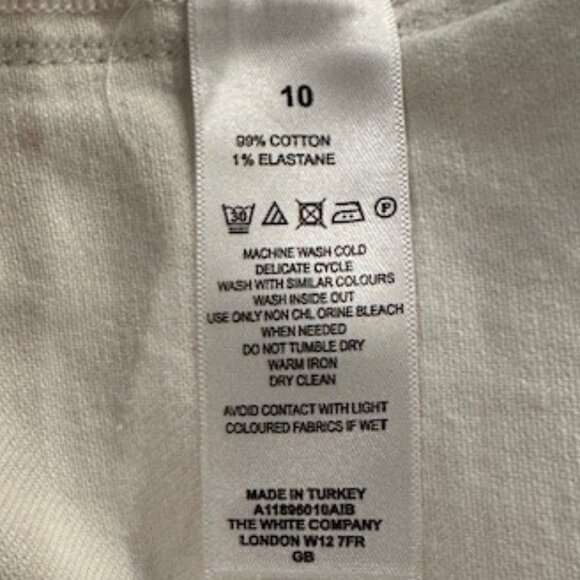 10
99% COTTON
1% ELASTANE
30 P
MACHINE WASH COLD
DELICATE CYCLE
WASH WITH SIMILAR COLOURS
WASH INSIDE OUT
USE ONLY NON CHLORINE BLEACH
WHEN NEEDED
DO NOT TUMBLE DRY
WARM IRON
DRY CLEAN
AVOID CONTACT WITH LIGHT
COLOURED FABRICS IF WET
MADE IN TURKEY
A11896010AIB
THE WHITE COMPANY
LONDON W12 7FR
GB